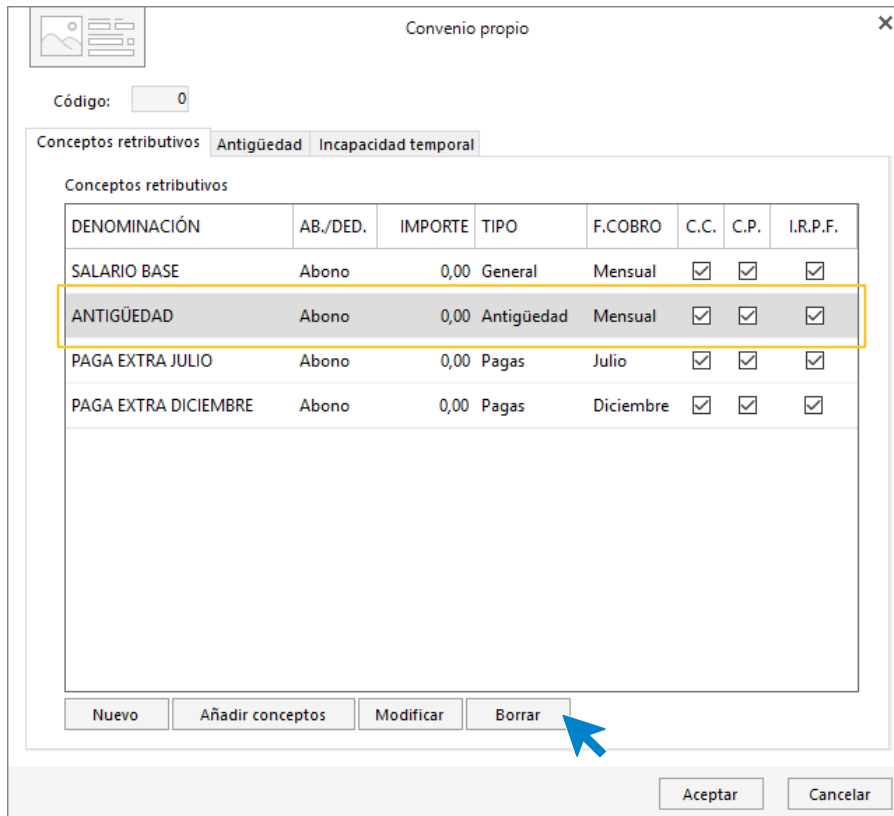 Convenio propio
Código: 0
Conceptos retributivos Antigüedad Incapacidad temporal
Conceptos retributivos
DENOMINACIÓN AB./DED. IMPORTE TIPO F.COBRO C.C. C.P. I.R.P.F.
SALARIO BASE Abono 0,00 General Mensual
ANTIGÜEDAD Abono 0,00 Antigüedad Mensual
PAGA EXTRA JULIO Abono 0,00 Pagas Julio
PAGA EXTRA DICIEMBRE Abono 0,00 Pagas Diciembre
Nuevo Añadir conceptos Modificar Borrar
Aceptar Cancelar